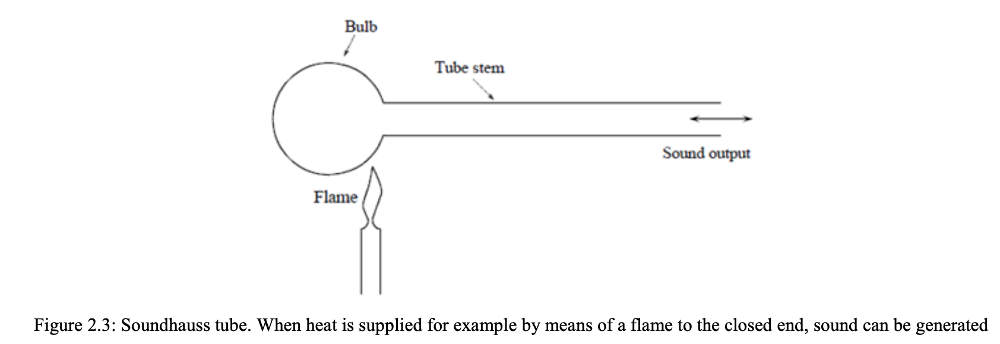 Bulb
Tube stem
Sound output
Flame
Figure 2.3: Soundhauss tube. When heat is supplied for example by means of a flame to the closed end, sound can be generated